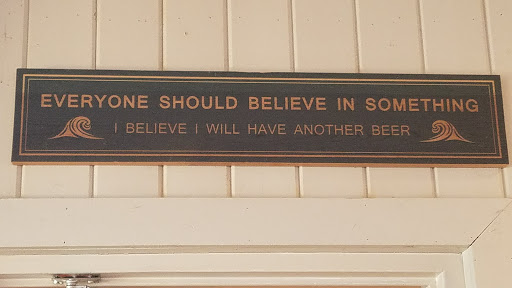 EVERYONE SHOULD BELIEVE IN SOMETHING
I BELIEVE I WILL HAVE ANOTHER BEER